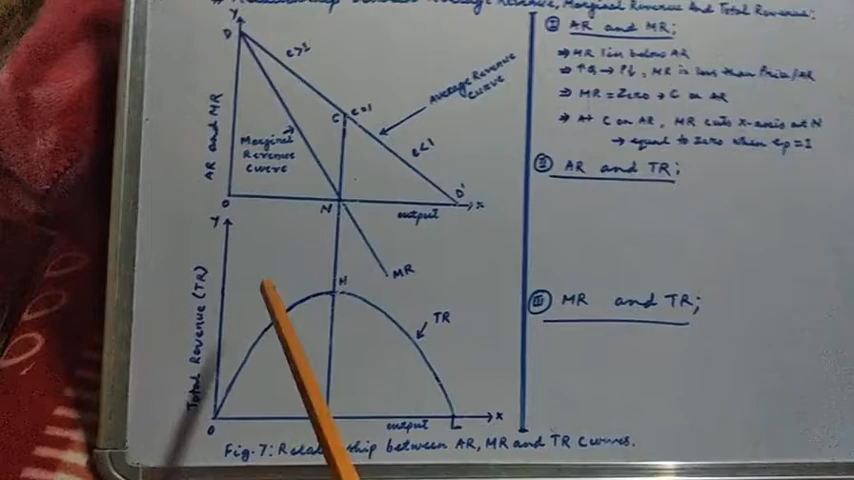 Relationship between Average Revenue, Marginal Revenue And Total Revenue;
Y
D
e>1
C e=1
Average Revenue
curve
AR and MR
Marginal
Revenue
curve
e<1
D'
O
N
output
X
Y
MR
Total Revenue (TR)
H
TR
O
output
L
X
Fig. 7: Relationship between AR, MR and TR Curves.
I AR and MR;
⇒ MR lies below AR
⇒ ↑Q → P↓, MR is less than Price/AR
⇒ MR = Zero → C on AR
⇒ At C on AR, MR cuts X-axis at N
→ equal to zero when ep = 1
II AR and TR;
III MR and TR;